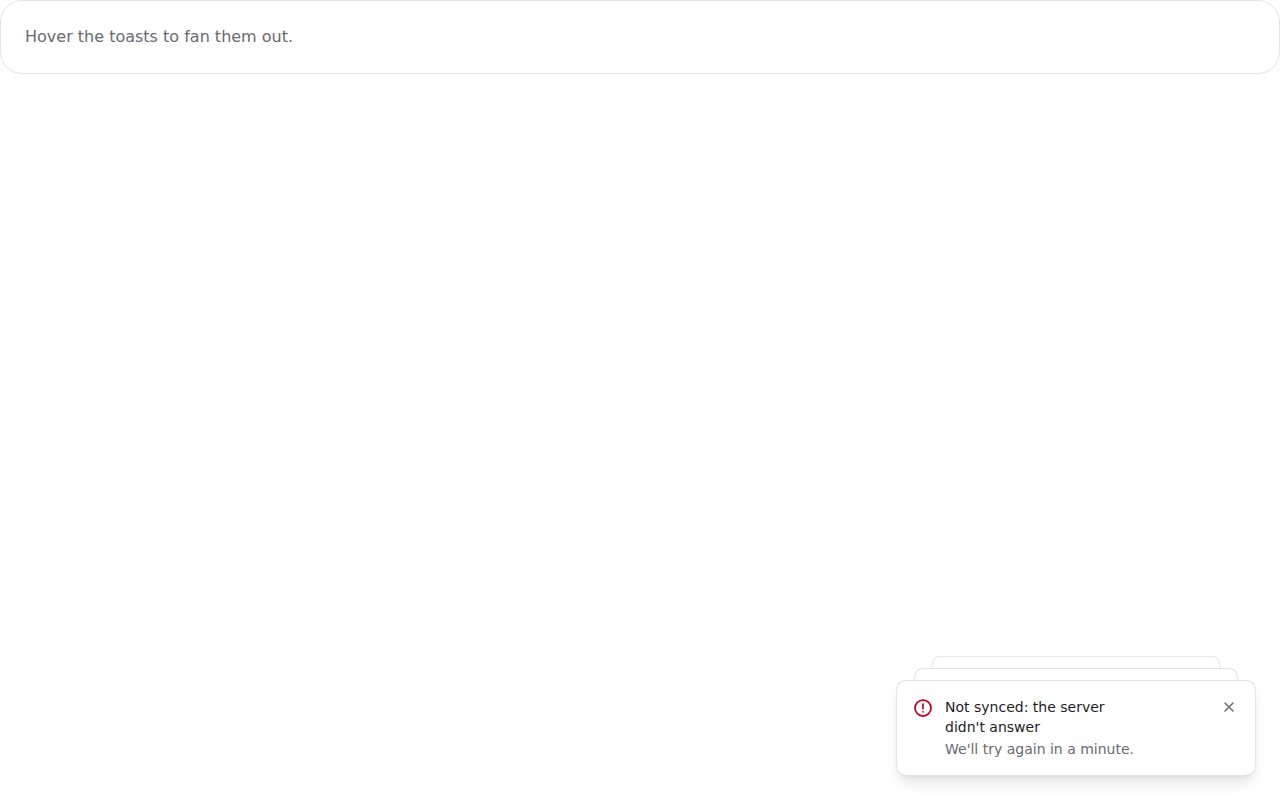 Hover the toasts to fan them out.
Not synced: the server
didn't answer
We'll try again in a minute.